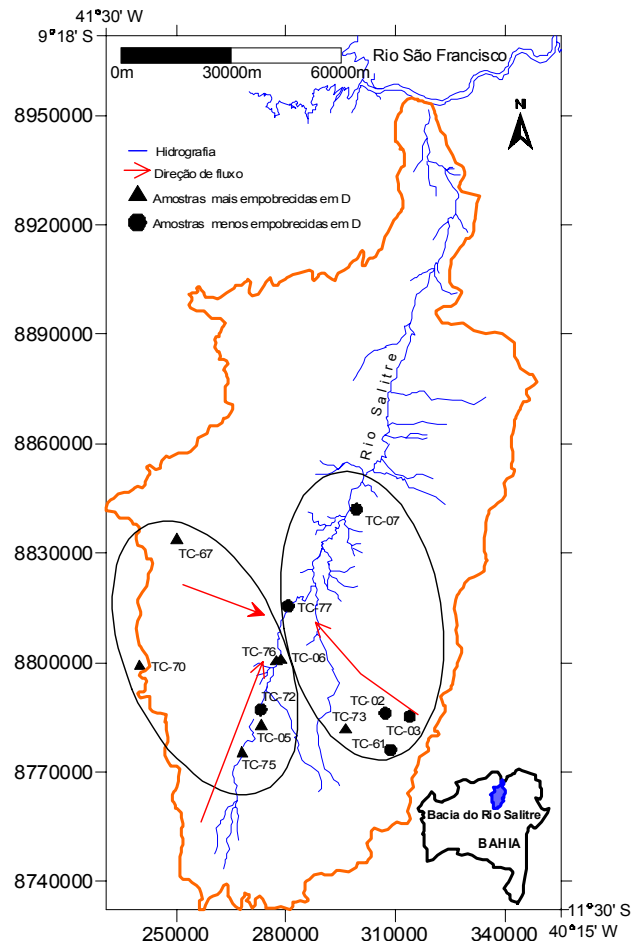 41°30' W
9°18' S
0m 30000m 60000m
Rio São Francisco
8950000
N
Hidrografia
Direção de fluxo
Amostras mais empobrecidas em D
Amostras menos empobrecidas em D
8920000
8890000
Rio Salitre
8860000
TC-07
8830000
TC-67
TC-77
8800000
TC-76
TC-06
TC-70
TC-72
TC-02
TC-03
TC-73
TC-05
TC-61
TC-75
8770000
Bacia do Rio Salitre
BAHIA
8740000
11°30' S
40°15' W
250000 280000 310000 340000